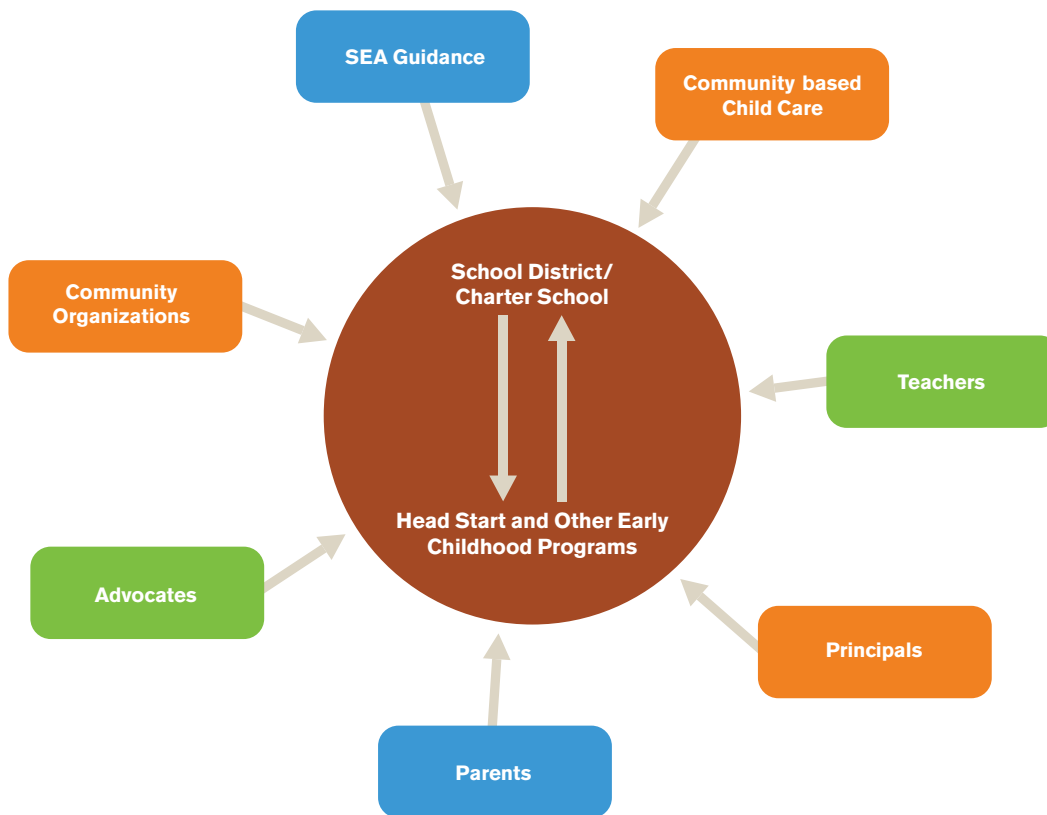 SEA Guidance
Community based
Child Care
School District/
Charter School
Community
Organizations
Teachers
Head Start and Other Early
Childhood Programs
Advocates
Principals
Parents